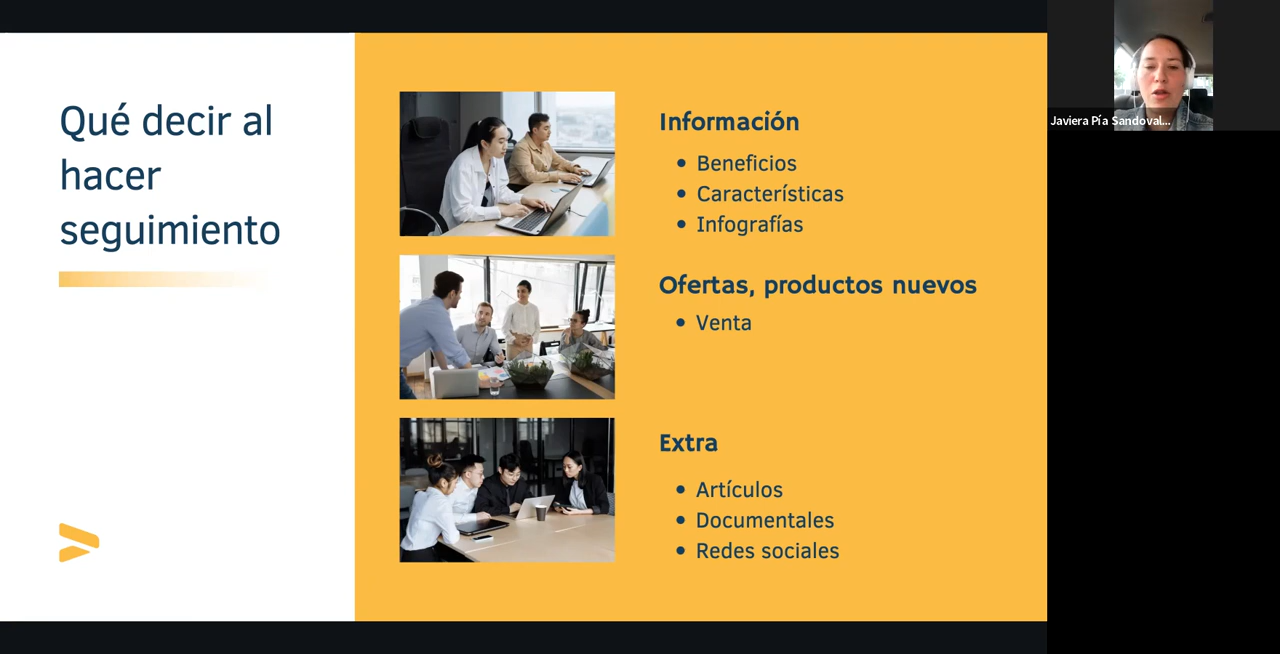 Qué decir al
hacer
seguimiento
Información
• Beneficios
• Características
• Infografías
Ofertas, productos nuevos
• Venta
Extra
• Artículos
• Documentales
• Redes sociales
Javiera Pía Sandoval...